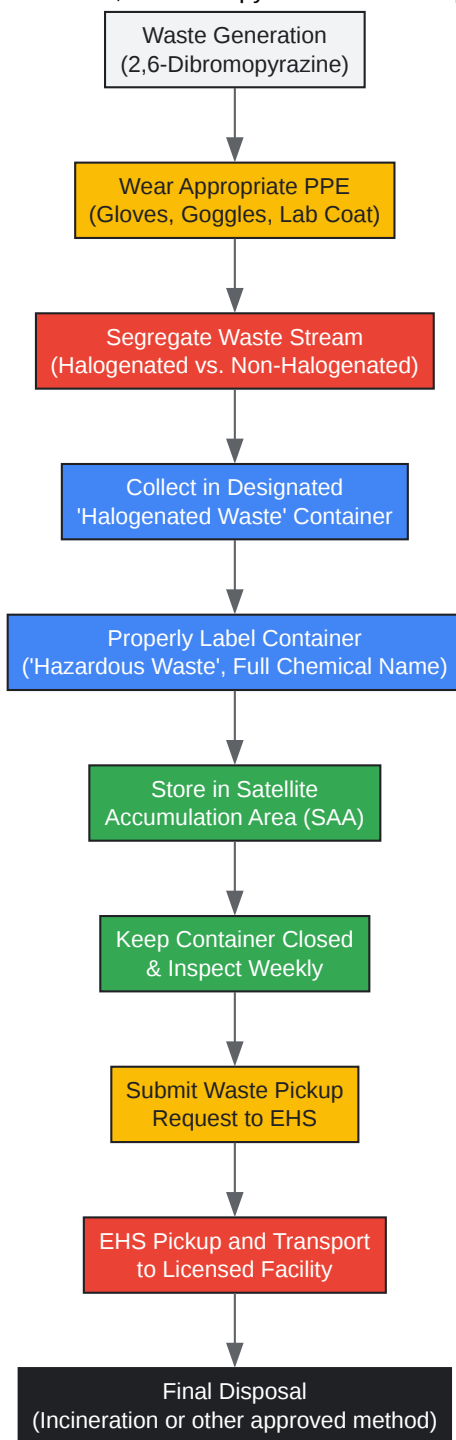 Waste Generation
(2,6-Dibromopyrazine)
Wear Appropriate PPE
(Gloves, Goggles, Lab Coat)
Segregate Waste Stream
(Halogenated vs. Non-Halogenated)
Collect in Designated
'Halogenated Waste' Container
Properly Label Container
('Hazardous Waste', Full Chemical Name)
Store in Satellite
Accumulation Area (SAA)
Keep Container Closed
& Inspect Weekly
Submit Waste Pickup
Request to EHS
EHS Pickup and Transport
to Licensed Facility
Final Disposal
(Incineration or other approved method)